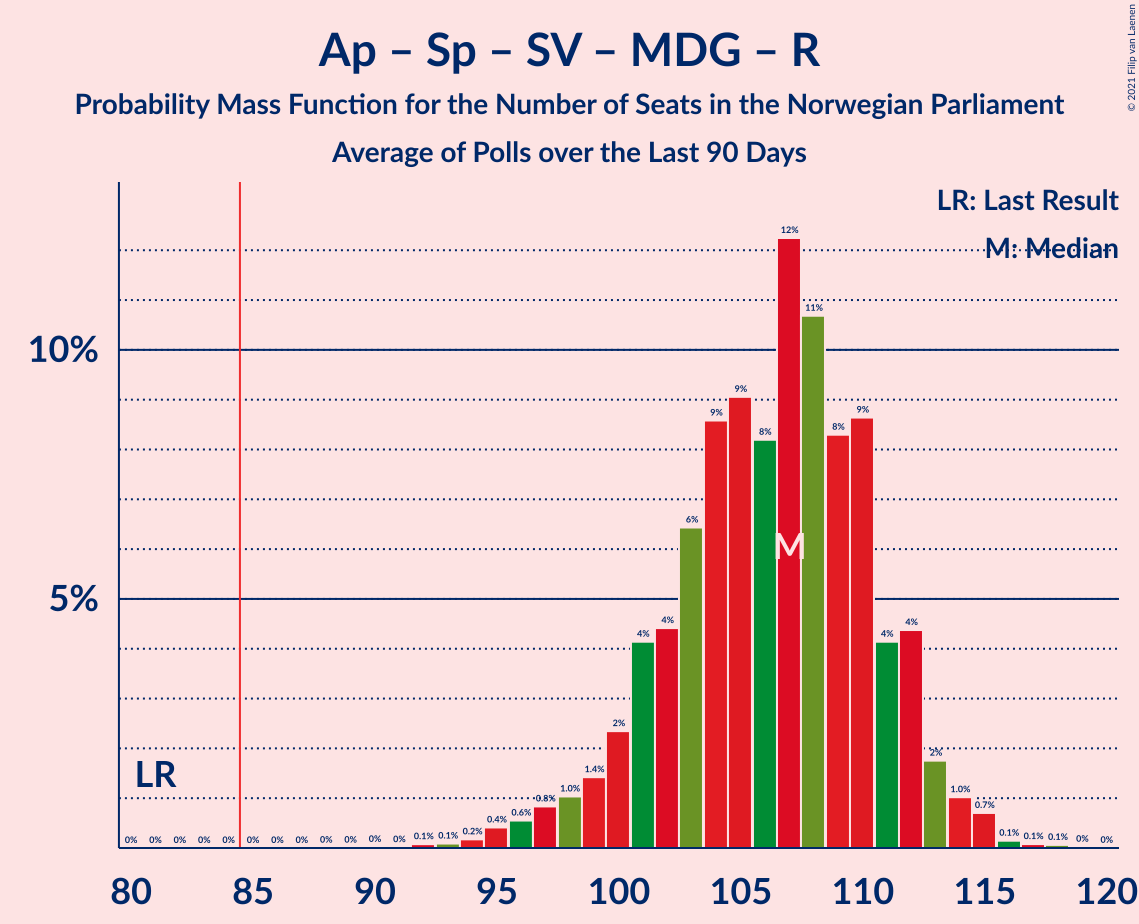 Ap – Sp – SV – MDG – R
Probability Mass Function for the Number of Seats in the Norwegian Parliament
Average of Polls over the Last 90 Days
© 2021 Filip van Laenen
LR: Last Result
M: Median
10%
5%
LR
M
0% 0% 0% 0% 0% 0% 0% 0% 0% 0% 0% 0% 0.1% 0.1% 0.2% 0.4% 0.6% 0.8% 1.0% 1.4% 2% 4% 4% 6% 9% 9% 8% 12% 11% 8% 9% 4% 4% 2% 1.0% 0.7% 0.1% 0.1% 0.1% 0% 0%
80 85 90 95 100 105 110 115 120